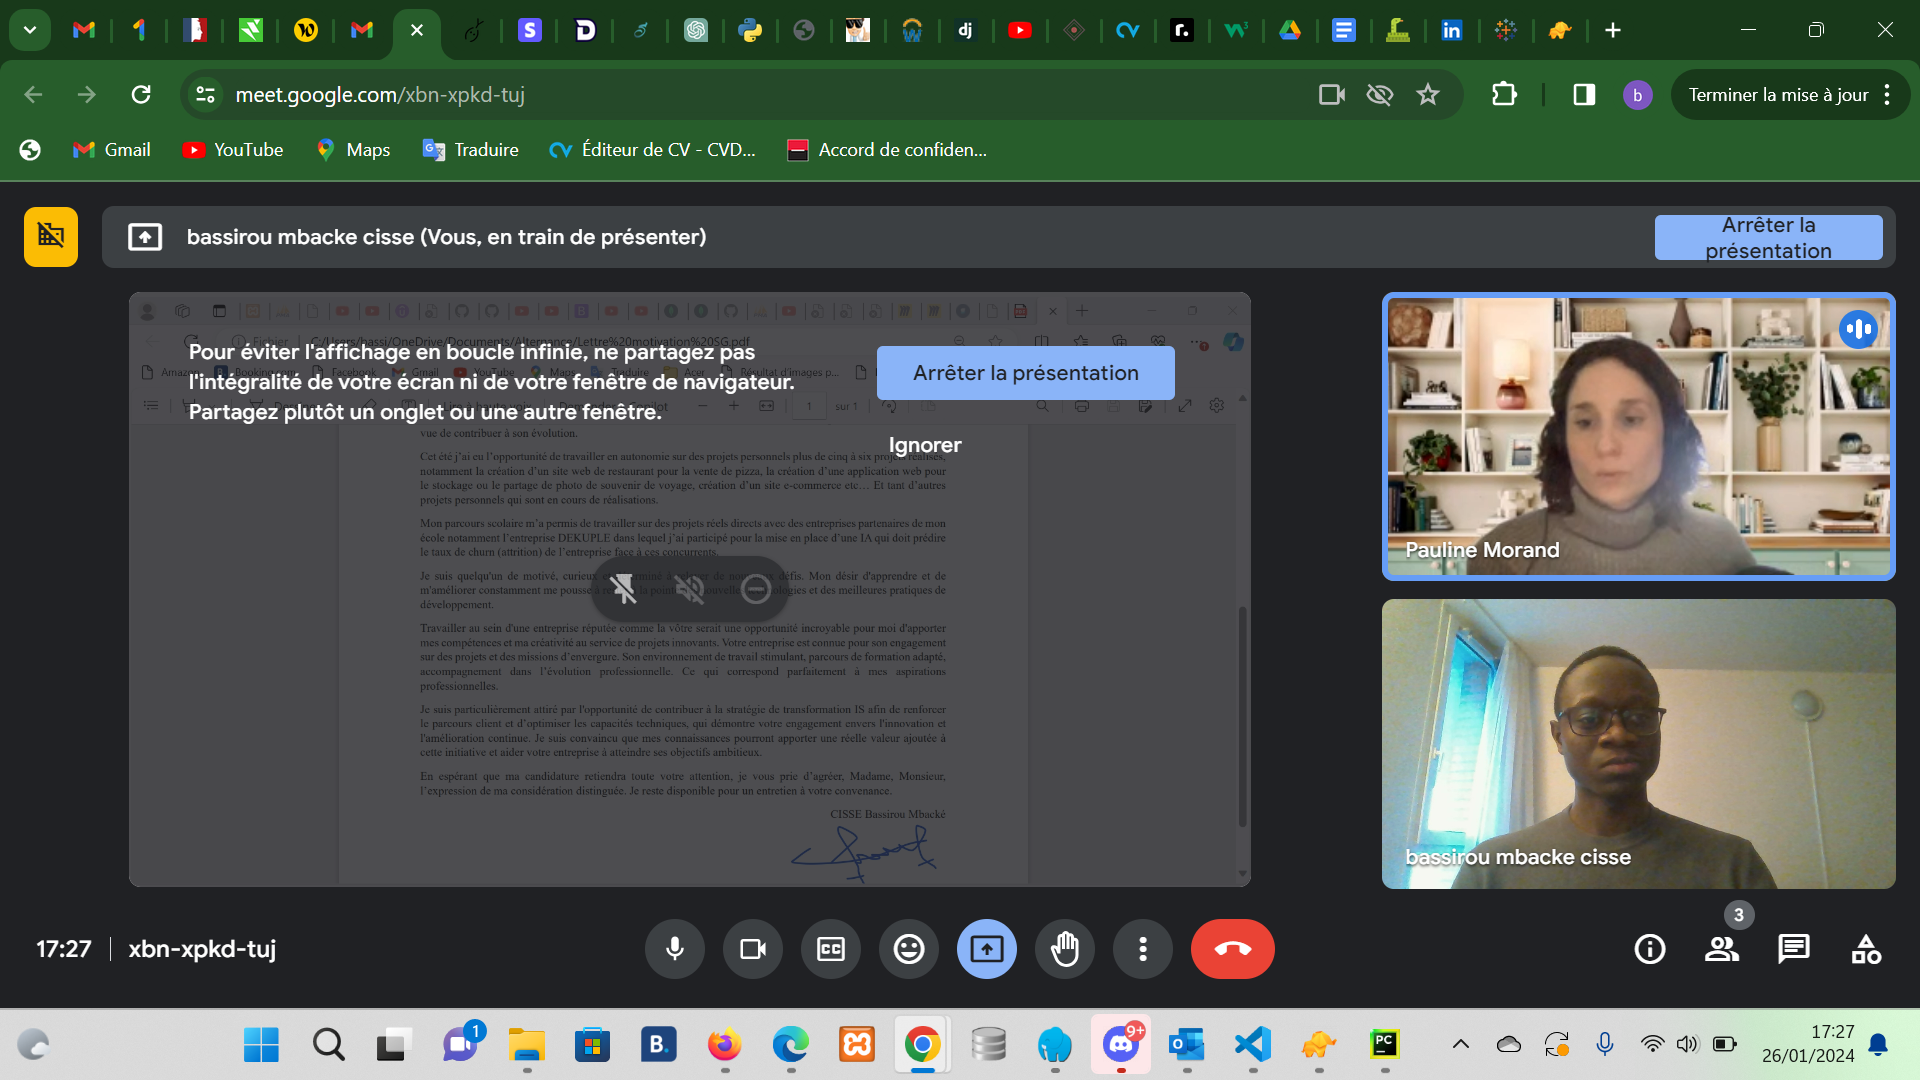 meet.google.com/xbn-xpkd-tuj
b
Terminer la mise à jour
Gmail
YouTube
Maps
Traduire
Éditeur de CV - CVD...
Accord de confiden...
bassirou mbacke cisse (Vous, en train de présenter)
Arrêter la
présentation
C:/Users/bassi/OneDrive/Documents/Alternance/Lettre%20motivation%20SG.pdf
Pour éviter l'affichage en boucle infinie, ne partagez pas
l'intégralité de votre écran ni de votre fenêtre de navigateur.
Partagez plutôt un onglet ou une autre fenêtre.
Arrêter la présentation
Ignorer
1 sur 1
vue de contribuer à son évolution.
Cet été j'ai eu l'opportunité de travailler en autonomie sur des projets personnels plus de cinq à six projets réalisés,
notamment la création d'un site web de restaurant pour la vente de pizza, la création d'une application web pour
le stockage ou le partage de photo de souvenir de voyage, création d'un site e-commerce etc… Et tant d'autres
projets personnels qui sont en cours de réalisations.
Mon parcours scolaire m'a permis de travailler sur des projets réels directs avec des entreprises partenaires de mon
école notamment l'entreprise DEKUPLE dans lequel j'ai participé pour la mise en place d'une IA qui doit prédire
le taux de churn (attrition) de l'entreprise face à ces concurrents.
Je suis quelqu'un de motivé, curieux défis. Mon désir d'apprendre et de
m'améliorer constamment me pousse et des meilleures pratiques de
développement.
Travailler au sein d'une entreprise réputée comme la vôtre serait une opportunité incroyable pour moi d'apporter
mes compétences et ma créativité au service de projets innovants. Votre entreprise est connue pour son engagement
sur des projets et des missions d'envergure. Son environnement de travail stimulant, parcours de formation adapté,
accompagnement dans l'évolution professionnelle. Ce qui correspond parfaitement à mes aspirations
professionnelles.
Je suis particulièrement attiré par l'opportunité de contribuer à la stratégie de transformation IS afin de renforcer
le parcours client et d'optimiser les capacités techniques, qui démontre votre engagement envers l'innovation et
l'amélioration continue. Je suis convaincu que mes connaissances pourront apporter une réelle valeur ajoutée à
cette initiative et aider votre entreprise à atteindre ses objectifs ambitieux.
En espérant que ma candidature retiendra toute votre attention, je vous prie d'agréer, Madame, Monsieur,
l'expression de ma considération distinguée. Je reste disponible pour un entretien à votre convenance.
CISSE Bassirou Mbacké
Pauline Morand
bassirou mbacke cisse
17:27
xbn-xpkd-tuj
3
1
9+
17:27
26/01/2024